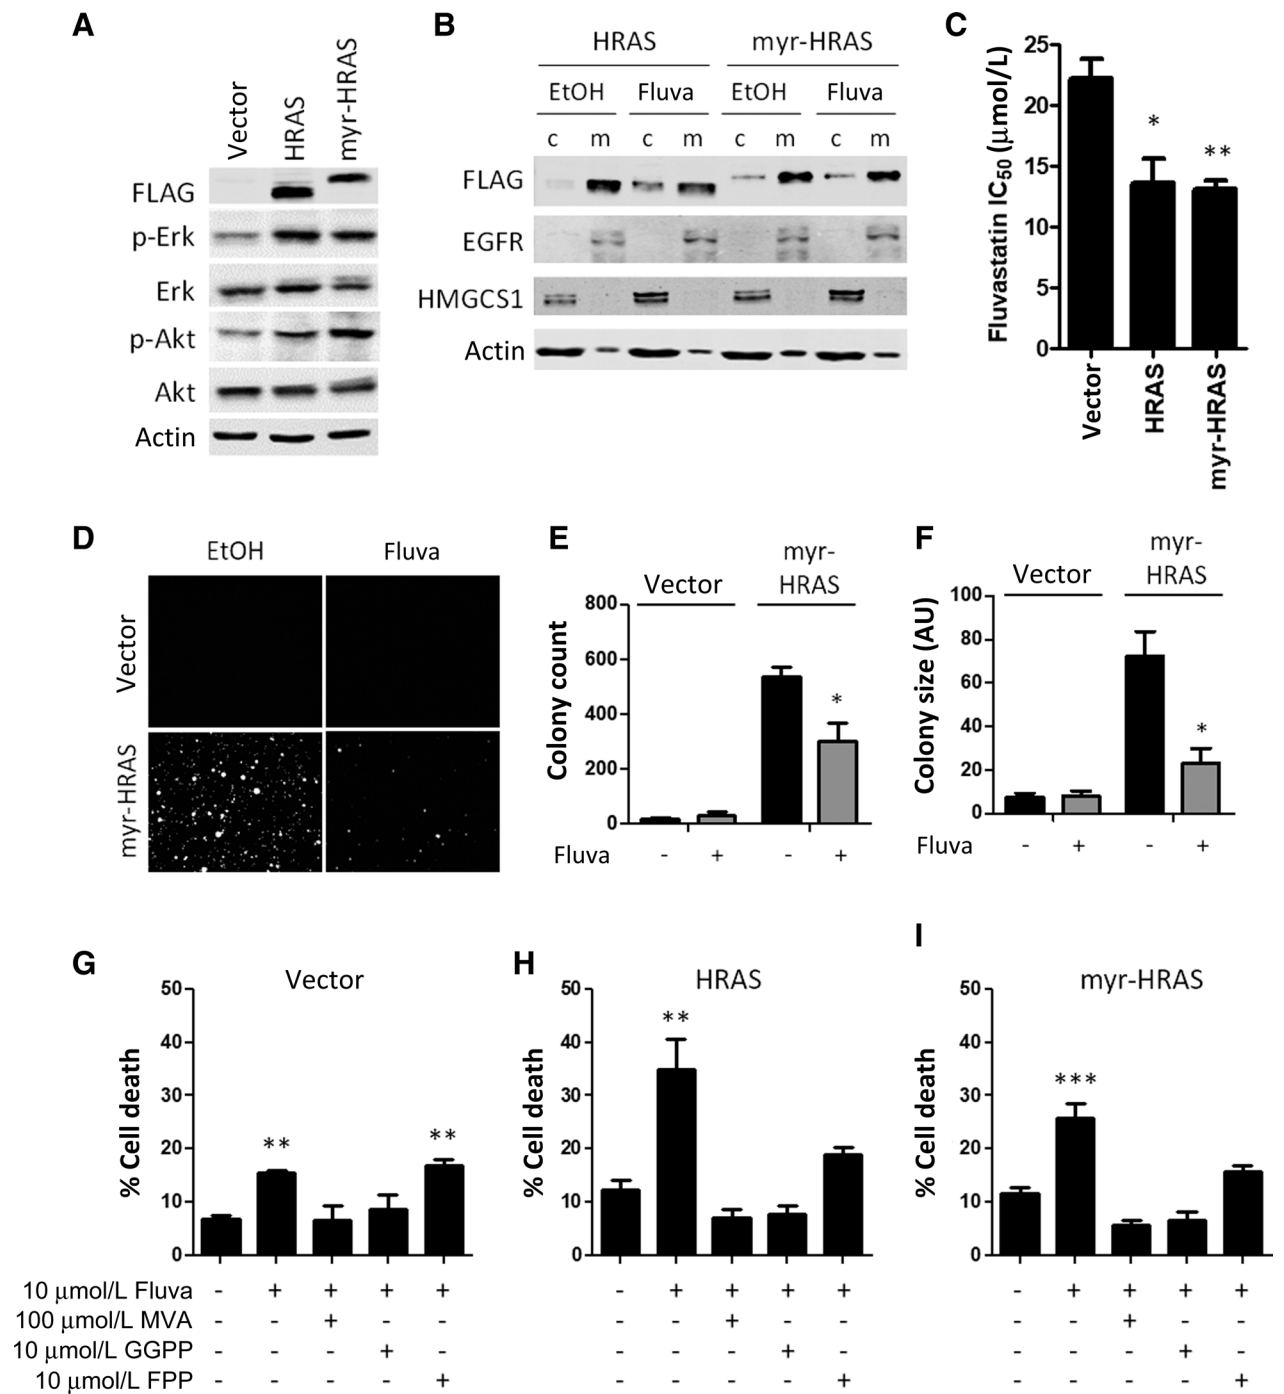 A
Vector
HRAS
myr-HRAS
FLAG
p-Erk
Erk
p-Akt
Akt
Actin
B
HRAS myr-HRAS
EtOH Fluva EtOH Fluva
c m c m c m c m
FLAG
EGFR
HMGCS1
Actin
C
Fluvastatin IC50 (μmol/L)
25
20
15
10
5
0
*
**
Vector
HRAS
myr-HRAS
D
EtOH Fluva
Vector
myr-HRAS
E
Vector
myr-
HRAS
Colony count
800
600
400
200
0
*
Fluva - + - +
F
Vector
myr-
HRAS
Colony size (AU)
100
80
60
40
20
0
*
Fluva - + - +
G
Vector
% Cell death
50
40
30
20
10
0
**
**
H
HRAS
% Cell death
50
40
30
20
10
0
**
I
myr-HRAS
% Cell death
50
40
30
20
10
0
***
10 μmol/L Fluva - + + + + - + + + + - + + + +
100 μmol/L MVA - - + - - - - + - - - - + - -
10 μmol/L GGPP - - - + - - - - + - - - - + -
10 μmol/L FPP - - - - + - - - - + - - - - +